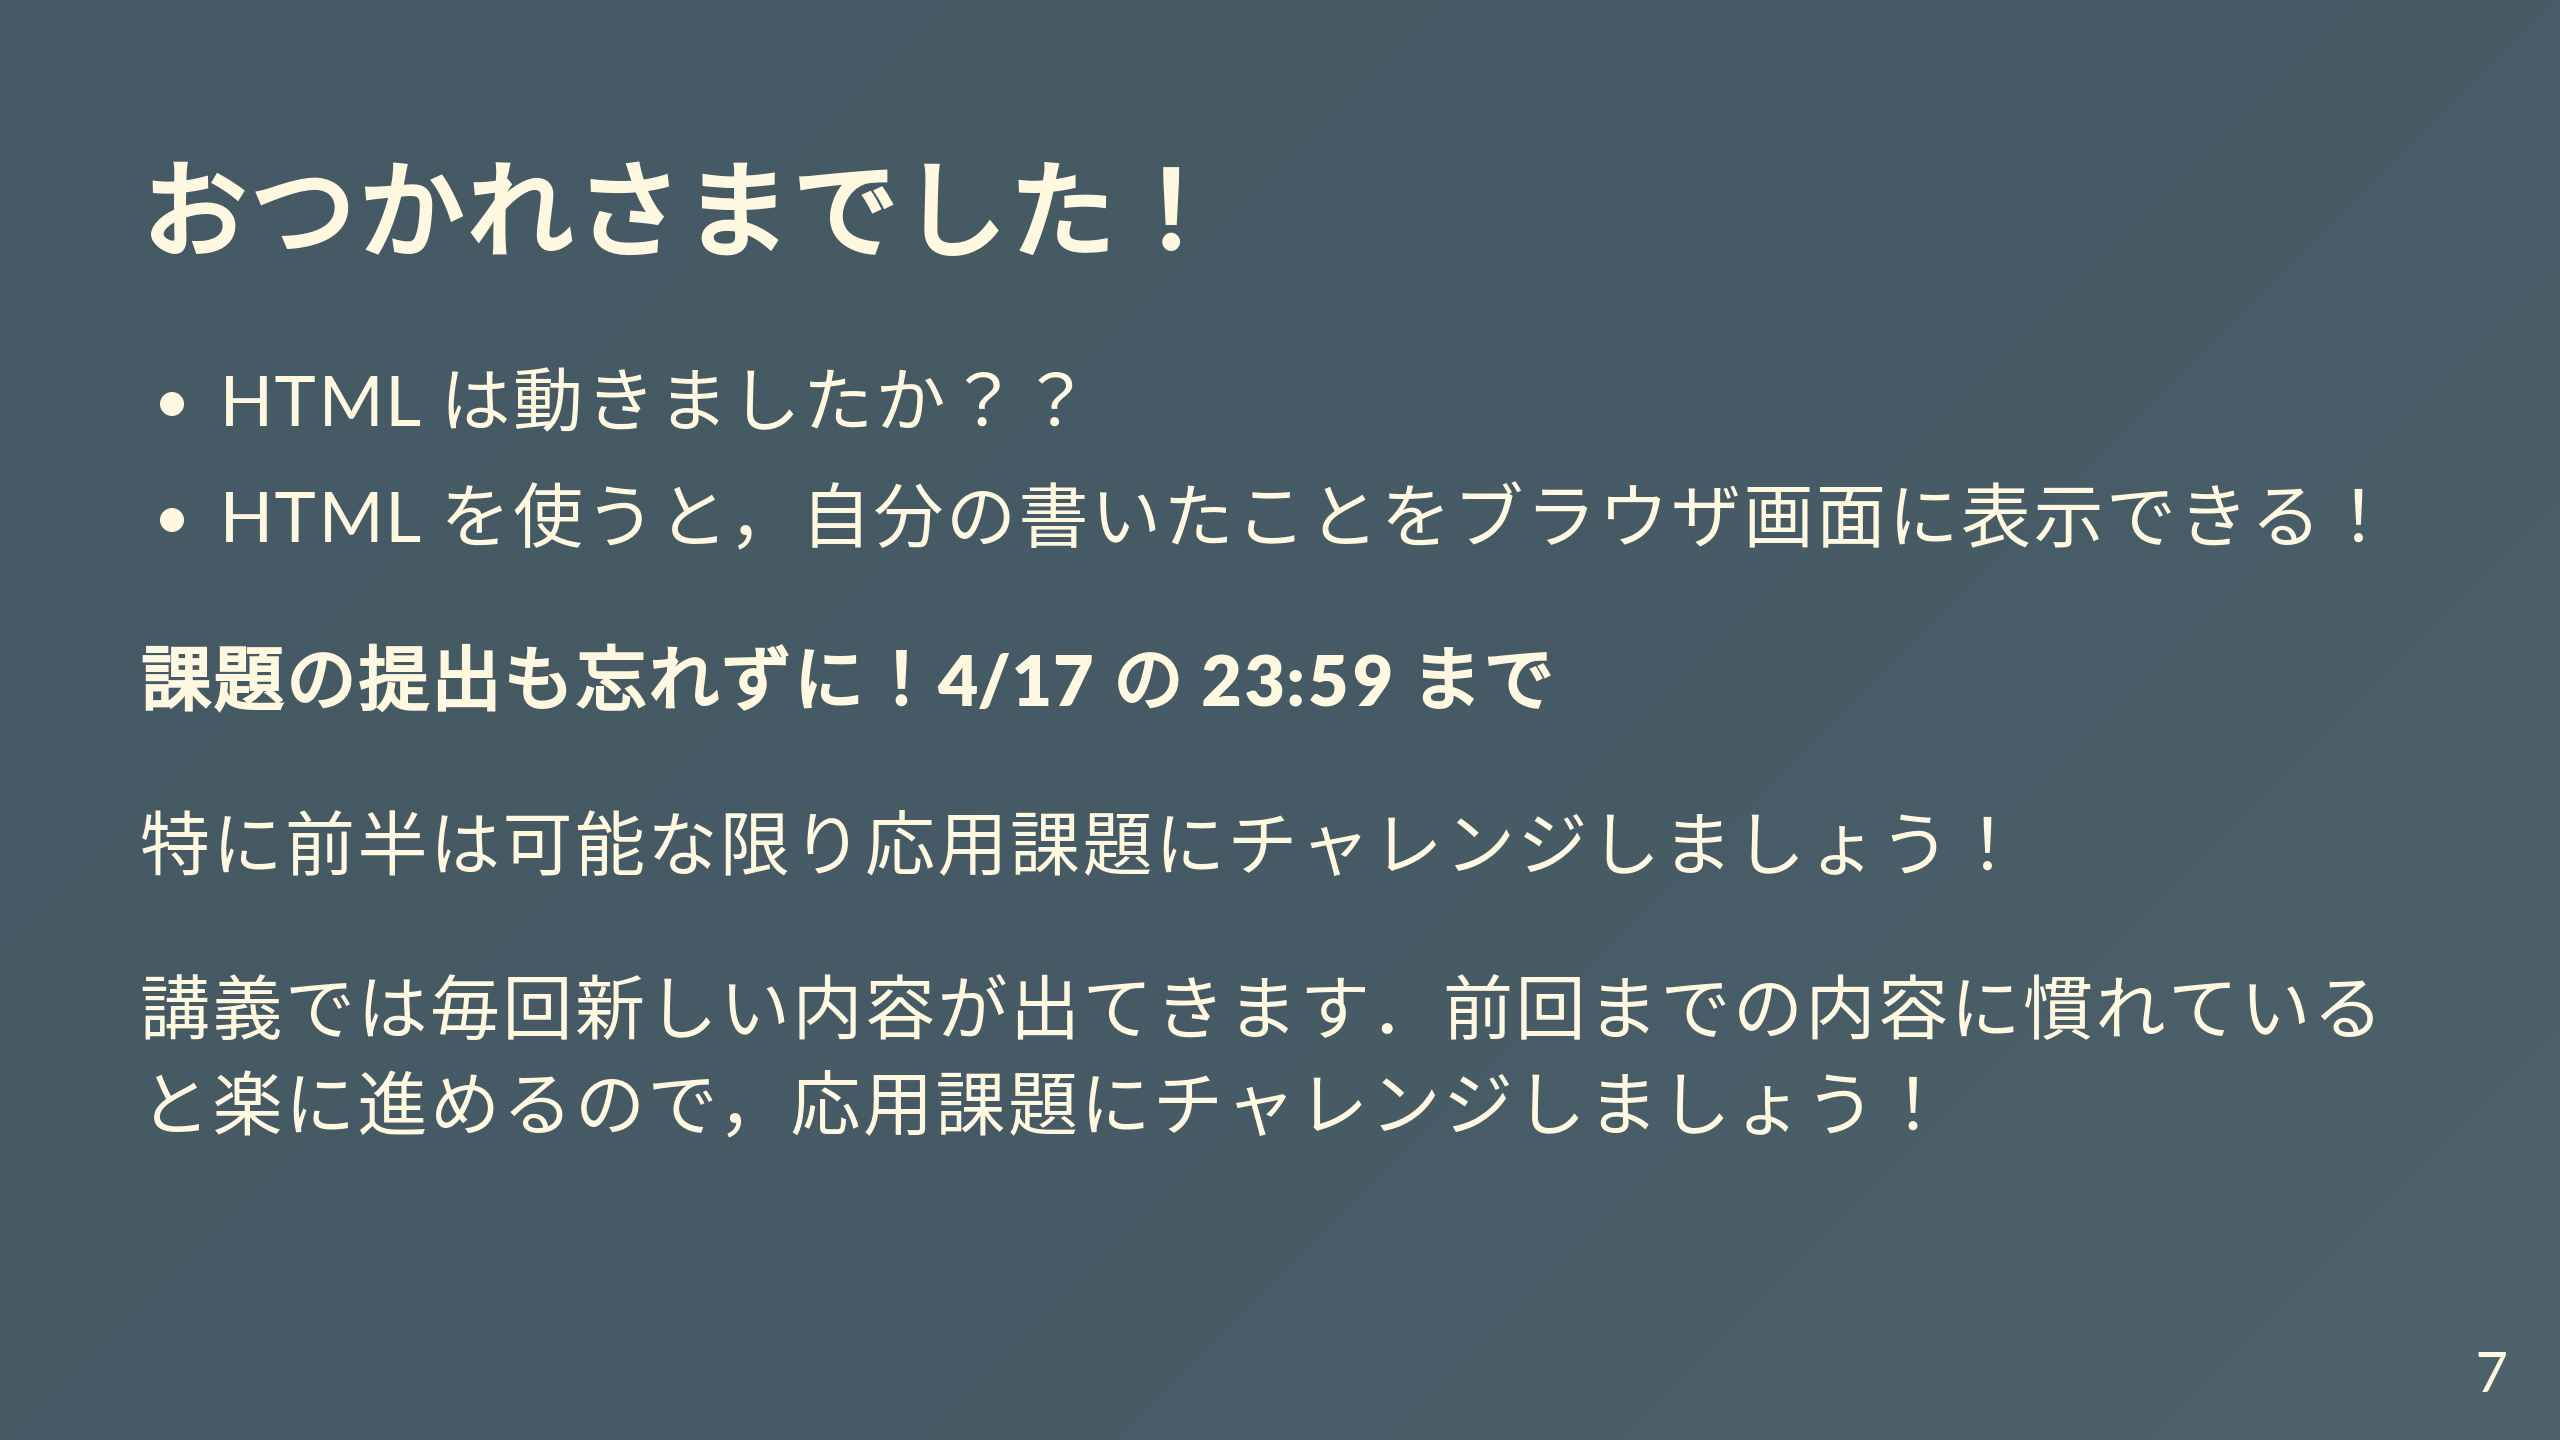 おつかれさまでした！
• HTML は動きましたか？？
• HTML を使うと，自分の書いたことをブラウザ画面に表示できる！
課題の提出も忘れずに！4/17 の 23:59 まで
特に前半は可能な限り応用課題にチャレンジしましょう！
講義では毎回新しい内容が出てきます．前回までの内容に慣れている
と楽に進めるので，応用課題にチャレンジしましょう！
7